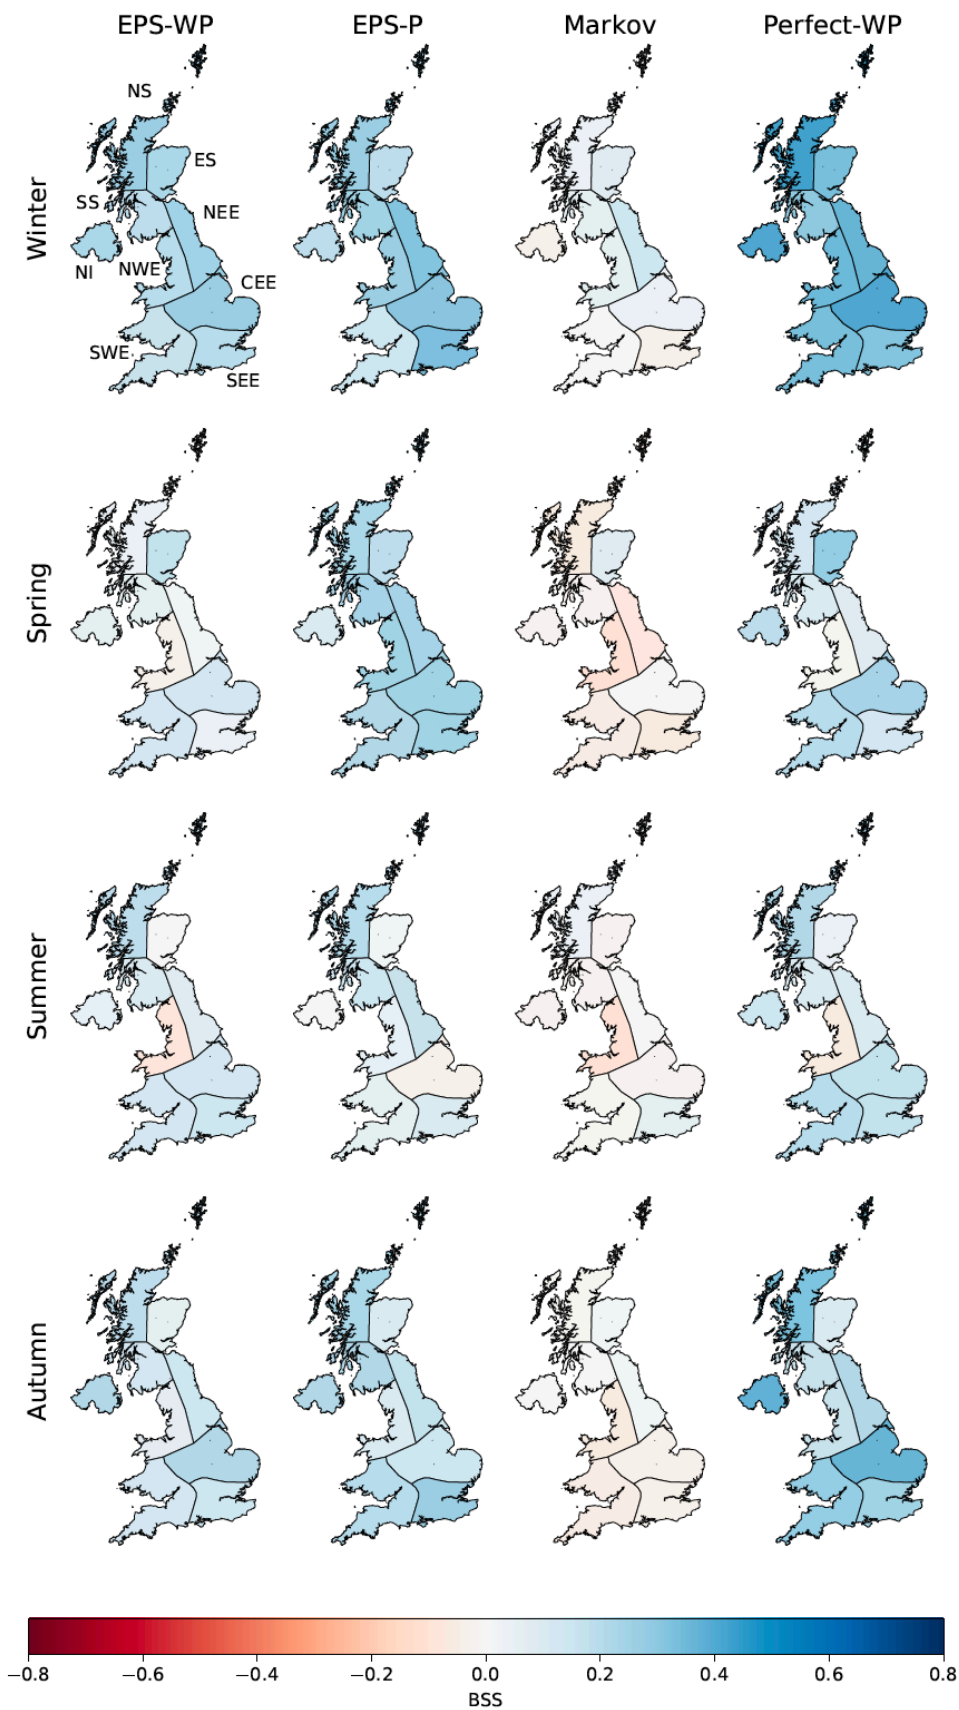 EPS-WP EPS-P Markov Perfect-WP
Winter
NS
ES
SS
NEE
NI
NWE
CEE
SWE
SEE
Spring
Summer
Autumn
−0.8 −0.6 −0.4 −0.2 0.0 0.2 0.4 0.6 0.8
BSS